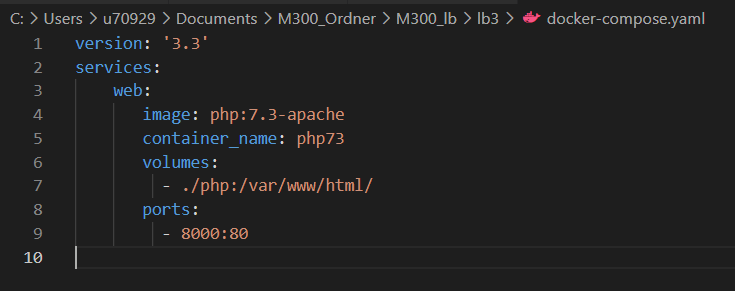 C: > Users > u70929 > Documents > M300_Ordner > M300_lb > lb3 > docker-compose.yaml
1 version: '3.3'
2 services:
3     web:
4        image: php:7.3-apache
5        container_name: php73
6        volumes:
7          - ./php:/var/www/html/
8        ports:
9          - 8000:80
10